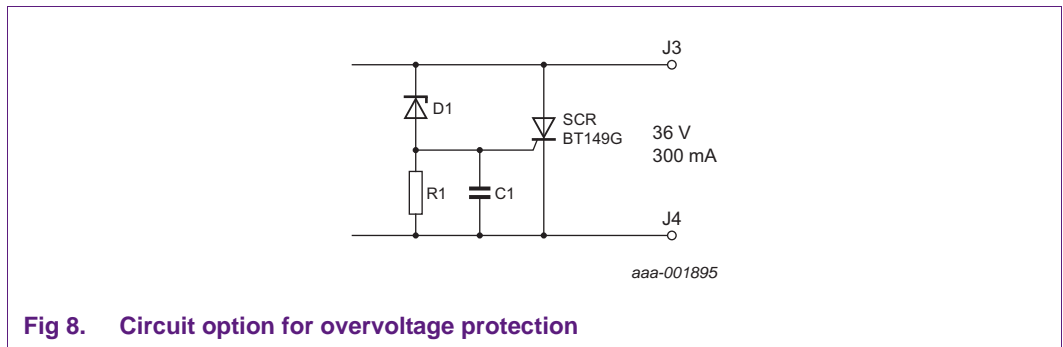 J3
D1
SCR
BT149G
36 V
300 mA
R1
C1
J4
aaa-001895
Fig 8. Circuit option for overvoltage protection